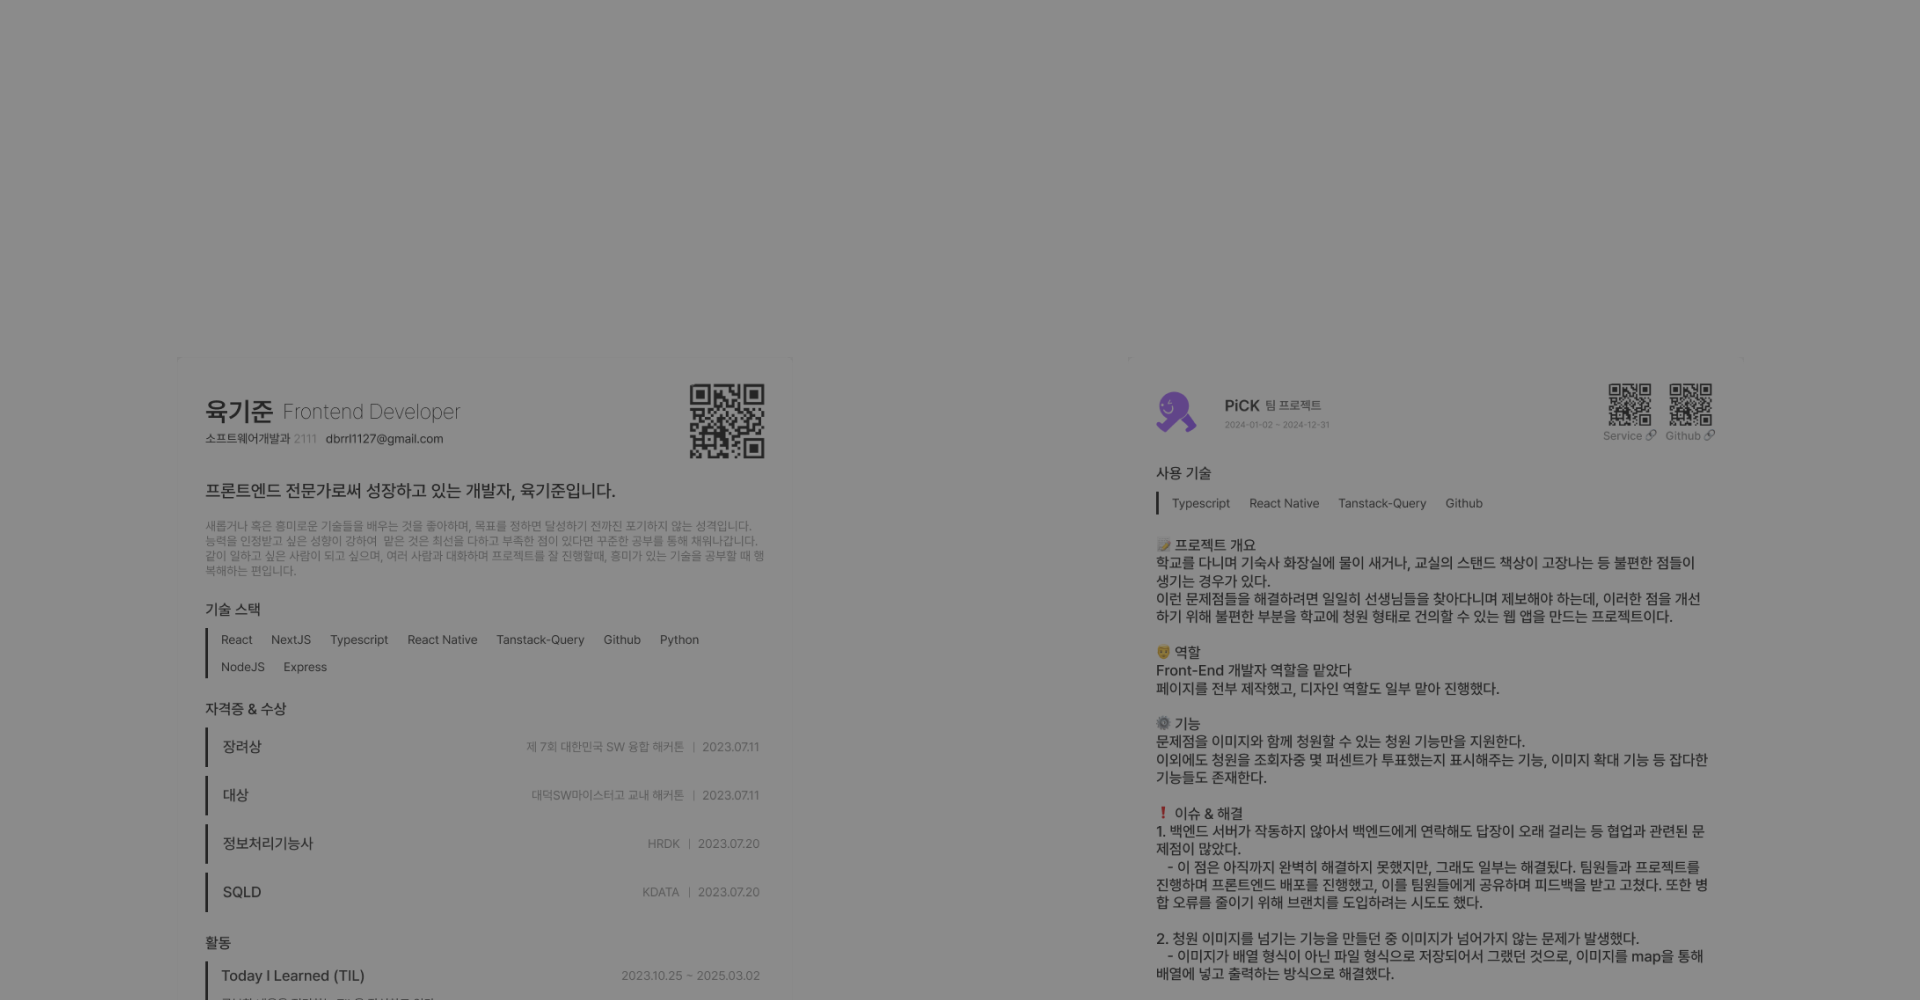 육기준 Frontend Developer
소프트웨어개발과 2111 dbrrl1127@gmail.com
프론트엔드 전문가로써 성장하고 있는 개발자, 육기준입니다.
새롭거나 혹은 흥미로운 기술들을 배우는 것을 좋아하며, 목표를 정하면 달성하기 전까진 포기하지 않는 성격입니다.
능력을 인정받고 싶은 성향이 강하여 맡은 것은 최선을 다하고 부족한 점이 있다면 꾸준한 공부를 통해 채워나갑니다.
같이 일하고 싶은 사람이 되고 싶으며, 여러 사람과 대화하며 프로젝트를 잘 진행할때, 흥미가 있는 기술을 공부할 때 행
복해하는 편입니다.
기술 스택
React NextJS Typescript React Native Tanstack-Query Github Python
NodeJS Express
자격증 & 수상
장려상 제 7회 대한민국 SW 융합 해커톤 | 2023.07.11
대상 대덕SW마이스터고 교내 해커톤 | 2023.07.11
정보처리기능사 HRDK | 2023.07.20
SQLD KDATA | 2023.07.20
활동
Today I Learned (TIL) 2023.10.25 ~ 2025.03.02
PiCK 팀 프로젝트
2024-01-02 ~ 2024-12-31
Service Github
사용 기술
Typescript React Native Tanstack-Query Github
프로젝트 개요
학교를 다니며 기숙사 화장실에 물이 새거나, 교실의 스탠드 책상이 고장나는 등 불편한 점들이
생기는 경우가 있다.
이런 문제점들을 해결하려면 일일히 선생님들을 찾아다니며 제보해야 하는데, 이러한 점을 개선
하기 위해 불편한 부분을 학교에 청원 형태로 건의할 수 있는 웹 앱을 만드는 프로젝트이다.
역할
Front-End 개발자 역할을 맡았다
페이지를 전부 제작했고, 디자인 역할도 일부 맡아 진행했다.
기능
문제점을 이미지와 함께 청원할 수 있는 청원 기능만을 지원한다.
이외에도 청원을 조회자중 몇 퍼센트가 투표했는지 표시해주는 기능, 이미지 확대 기능 등 잡다한
기능들도 존재한다.
❗ 이슈 & 해결
1. 백엔드 서버가 작동하지 않아서 백엔드에게 연락해도 답장이 오래 걸리는 등 협업과 관련된 문
제점이 많았다.
- 이 점은 아직까지 완벽히 해결하지 못했지만, 그래도 일부는 해결됬다. 팀원들과 프로젝트를
진행하며 프론트엔드 배포를 진행했고, 이를 팀원들에게 공유하며 피드백을 받고 고쳤다. 또한 병
합 오류를 줄이기 위해 브랜치를 도입하려는 시도도 했다.
2. 청원 이미지를 넘기는 기능을 만들던 중 이미지가 넘어가지 않는 문제가 발생했다.
- 이미지가 배열 형식이 아닌 파일 형식으로 저장되어서 그랬던 것으로, 이미지를 map을 통해
배열에 넣고 출력하는 방식으로 해결했다.